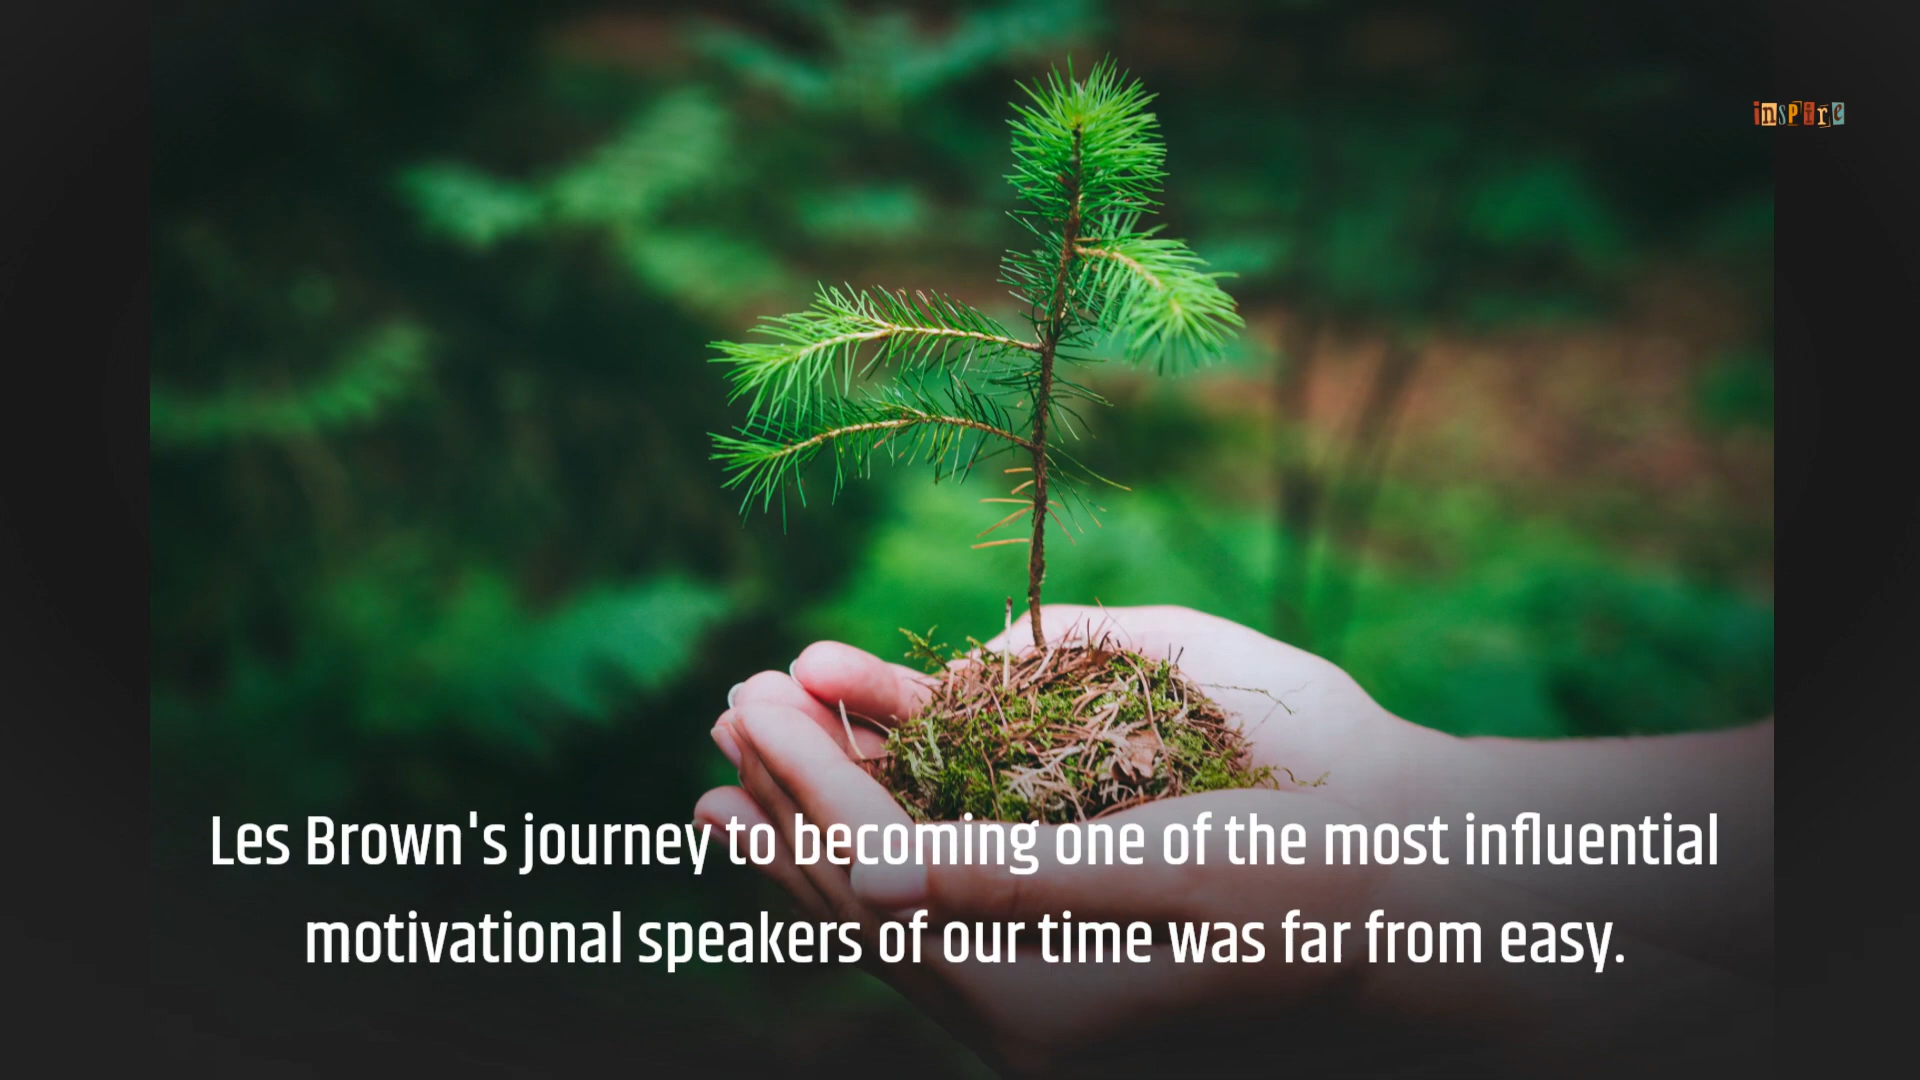 inspire
Les Brown's journey to becoming one of the most influential
motivational speakers of our time was far from easy.